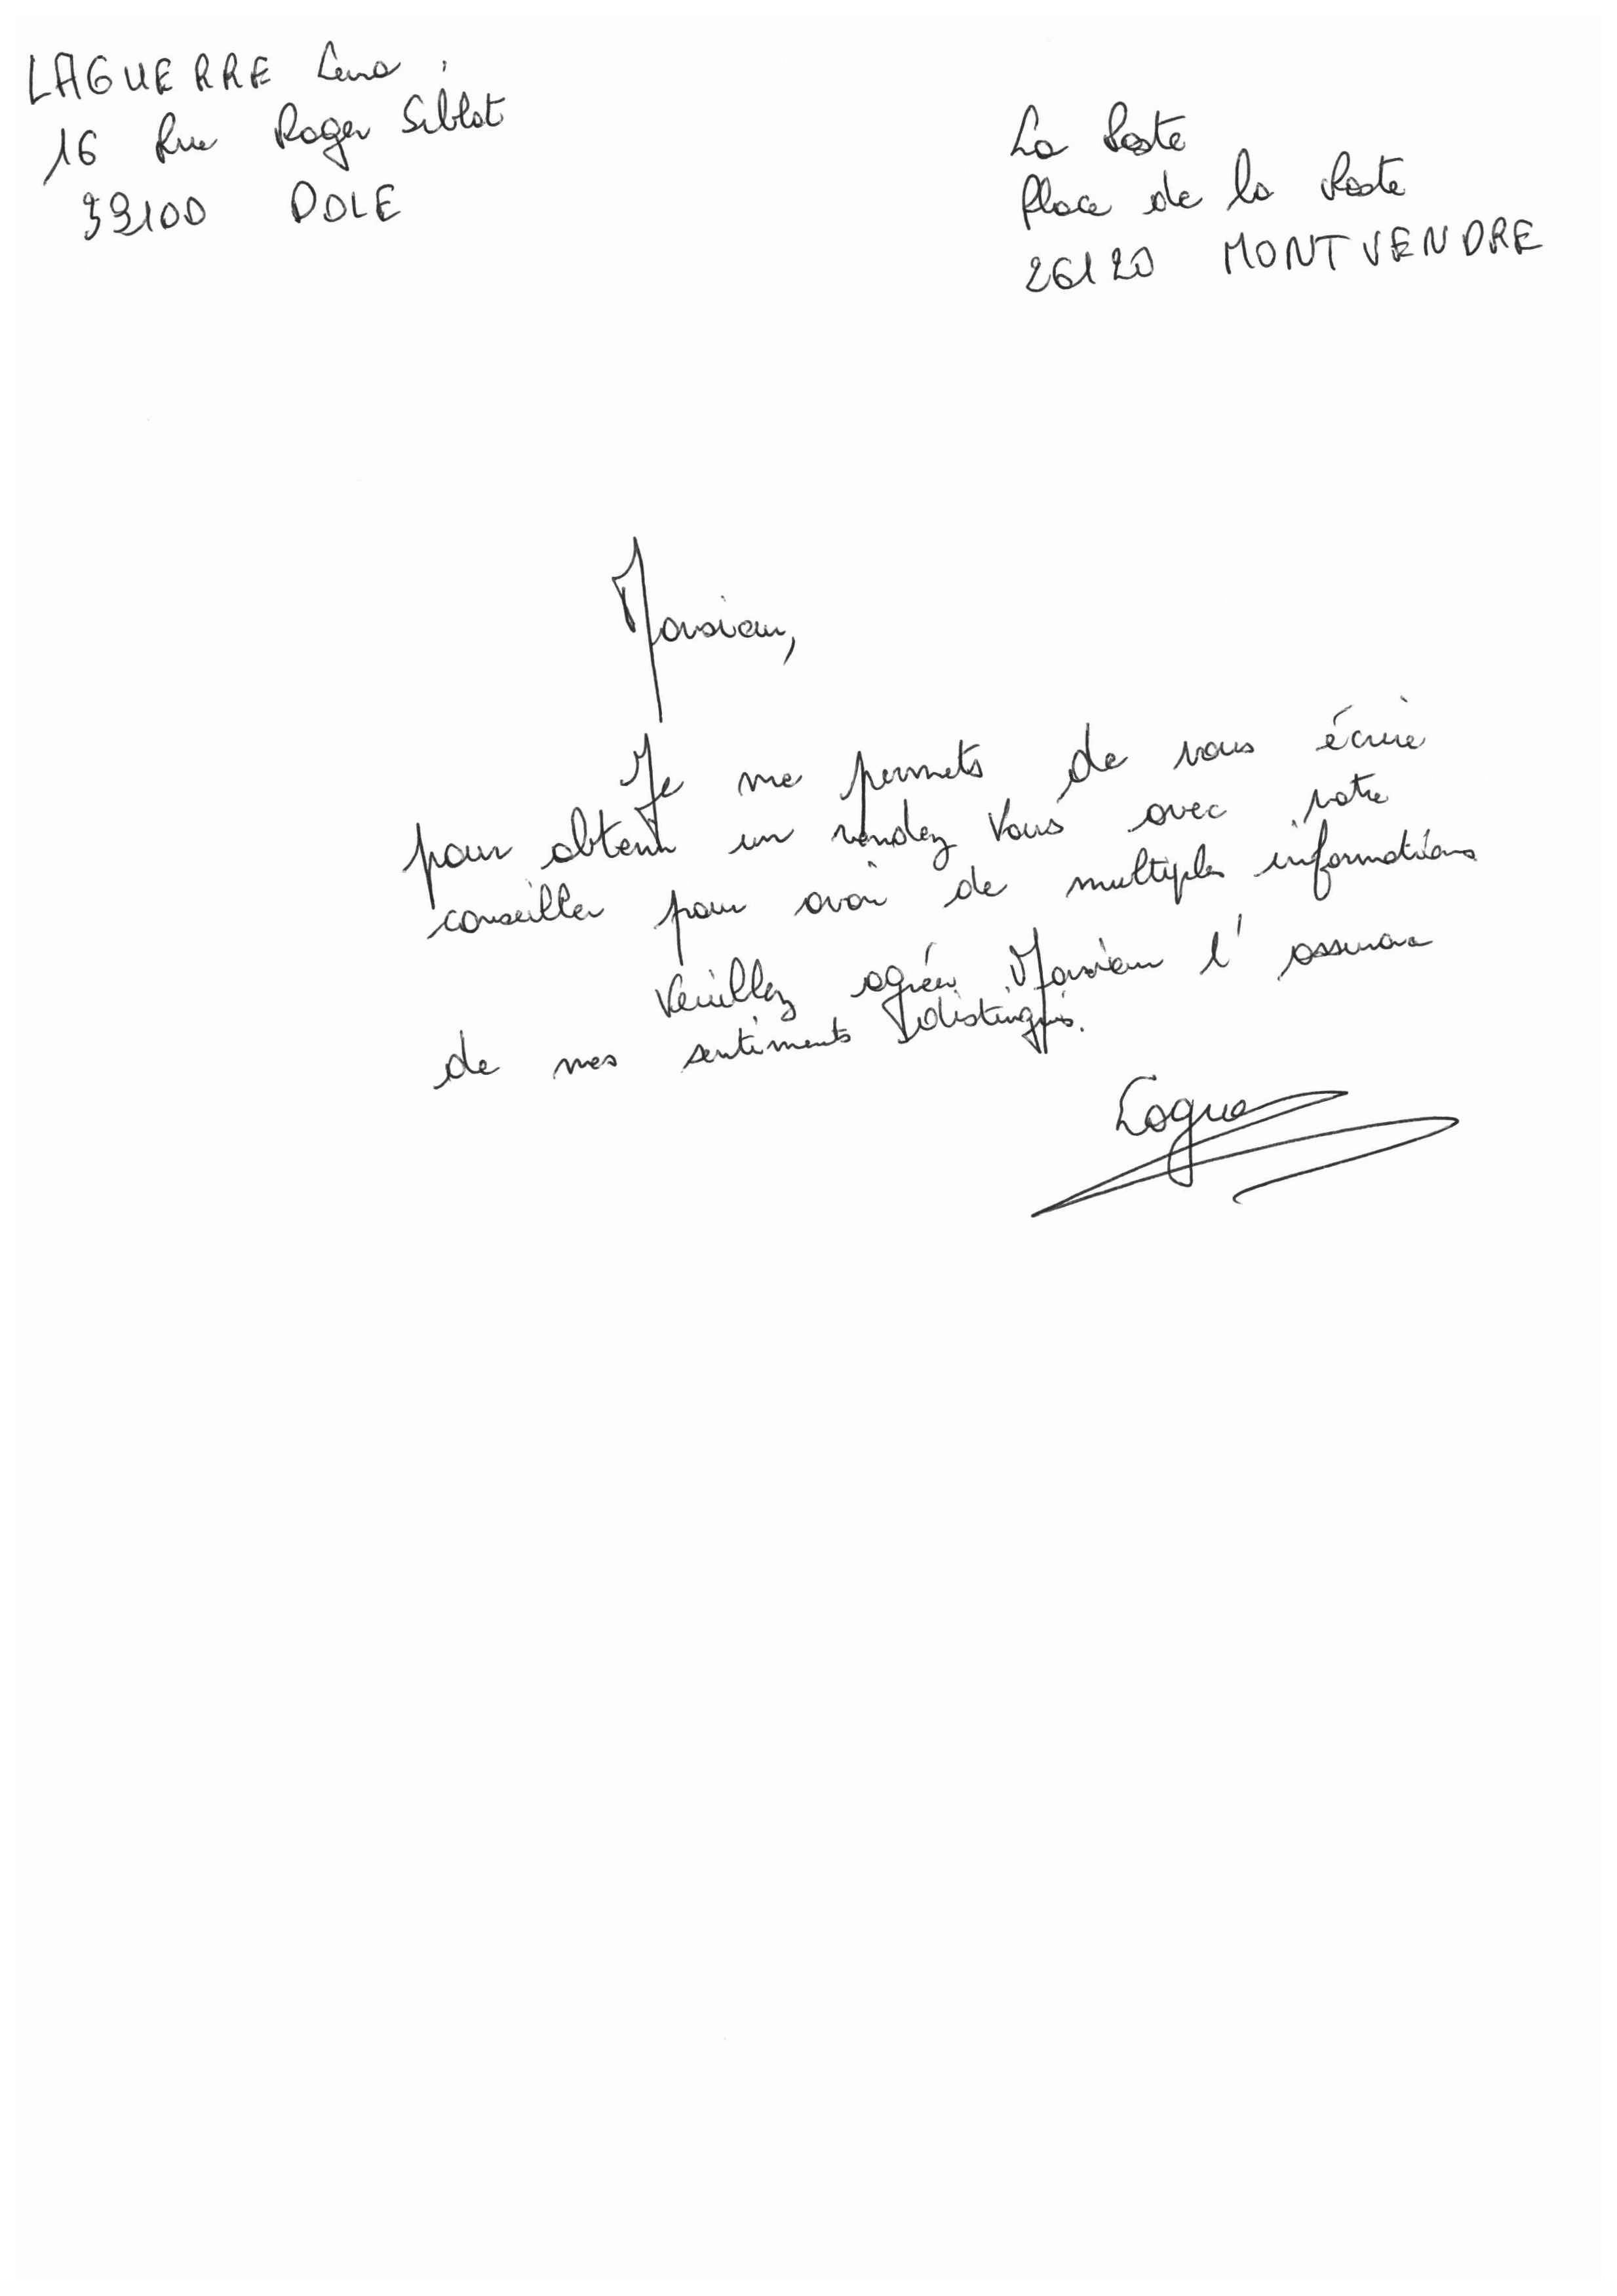 LAGUERRE Lena
16 Rue Roger Siblot
39100 DOLE
La Poste
Place de la Poste
26120 MONTVENDRE
Monsieur,
Je me permets de vous écrire
pour obtenir un rendez vous avec votre
conseiller pour avoir de multiples informations
Veuillez agréer Monsieur l'assurance
de mes sentiments distingués.
Lague